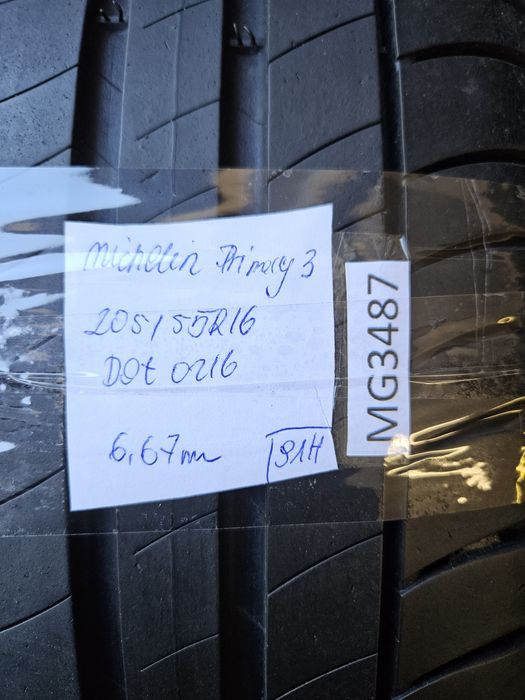 Michelin Primacy 3
205/55R16
Dot 0216
6,67mm
91H
MG3487